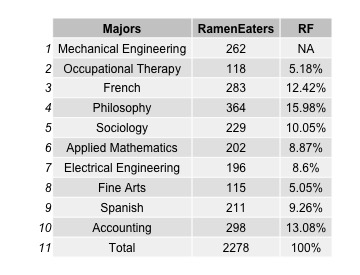 Majors RamenEaters RF
1 Mechanical Engineering 262 NA
2 Occupational Therapy 118 5.18%
3 French 283 12.42%
4 Philosophy 364 15.98%
5 Sociology 229 10.05%
6 Applied Mathematics 202 8.87%
7 Electrical Engineering 196 8.6%
8 Fine Arts 115 5.05%
9 Spanish 211 9.26%
10 Accounting 298 13.08%
11 Total 2278 100%